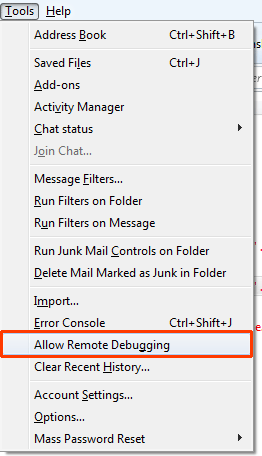 Tools Help
Address Book Ctrl+Shift+B
Saved Files Ctrl+J
Add-ons
Activity Manager
Chat status
Join Chat...
Message Filters...
Run Filters on Folder
Run Filters on Message
Run Junk Mail Controls on Folder
Delete Mail Marked as Junk in Folder
Import...
Error Console Ctrl+Shift+J
Allow Remote Debugging
Clear Recent History...
Account Settings...
Options...
Mass Password Reset